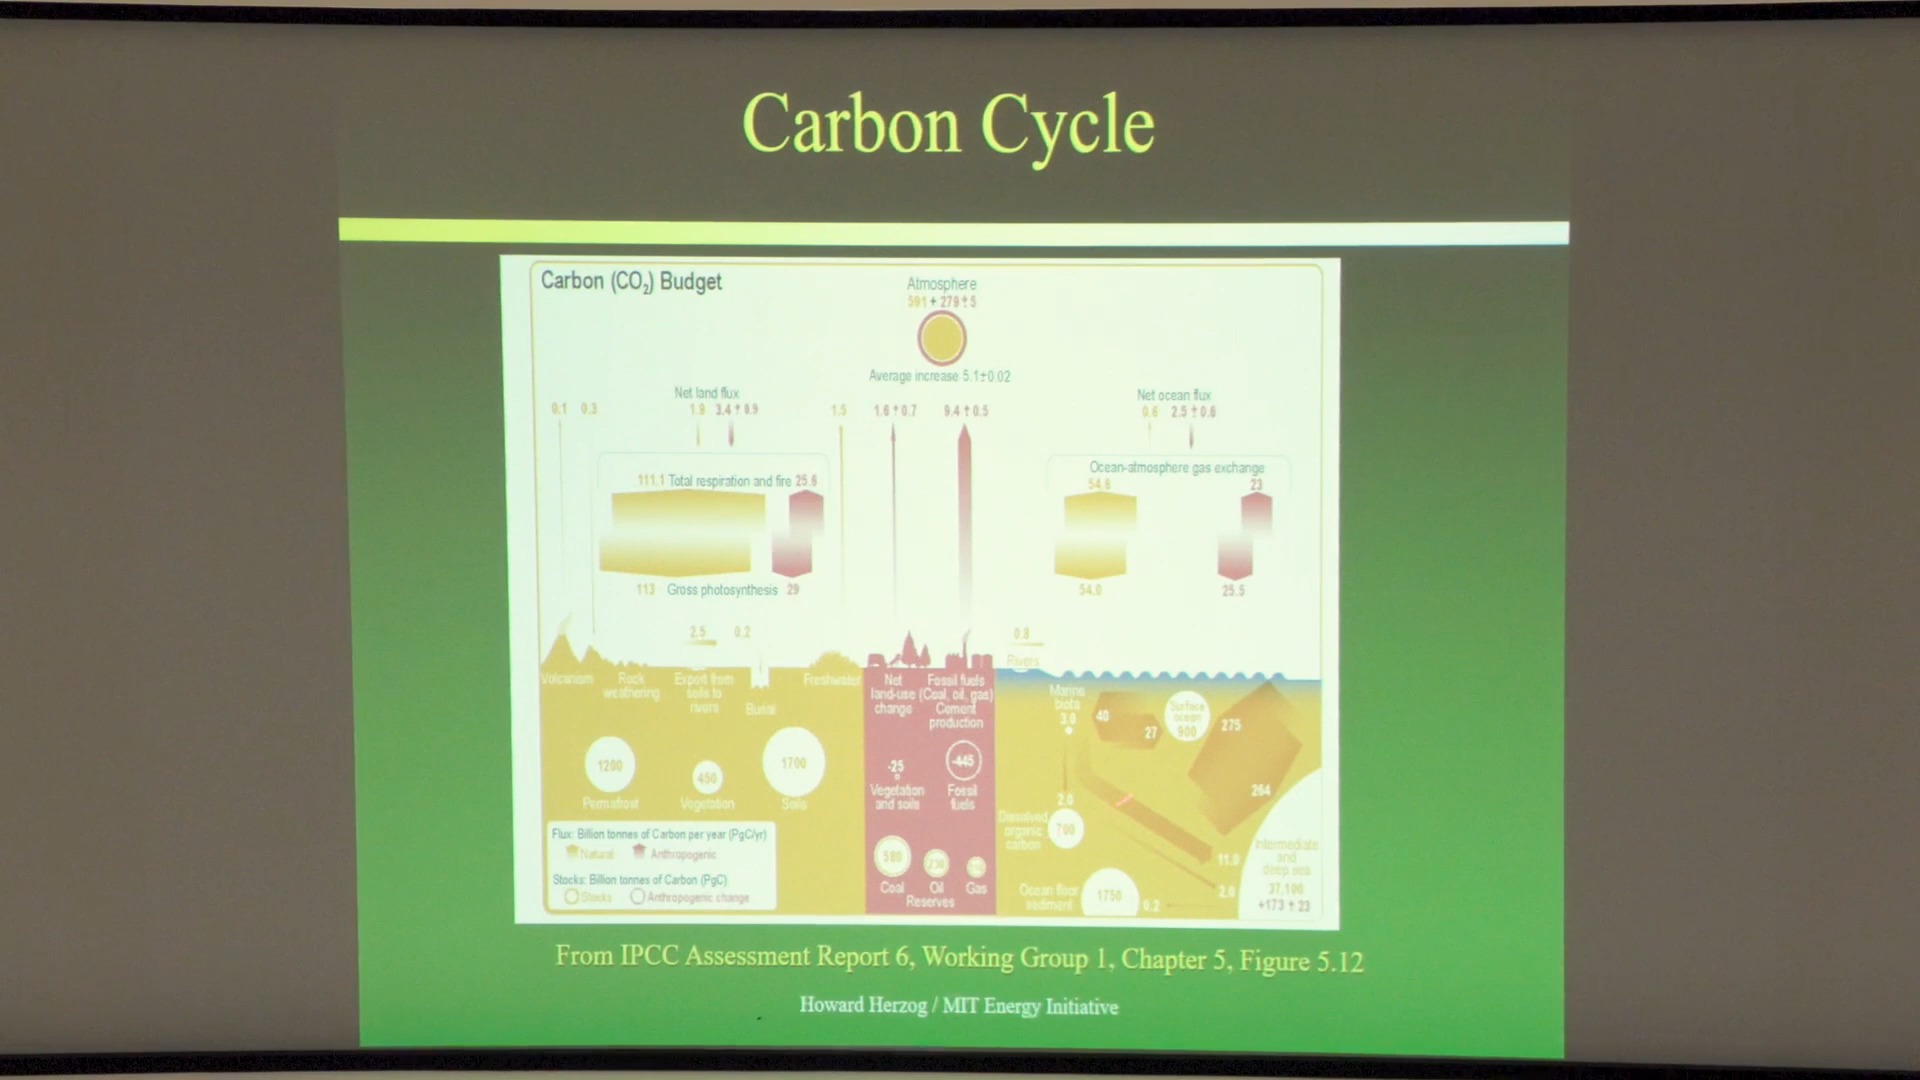 Carbon Cycle
Carbon (CO₂) Budget
Atmosphere
591 + 279±5
Average increase 5.1±0.02
Net land flux
Net ocean flux
0.1 0.3
1.9 3.4±0.9
1.5
1.6±0.7
9.4±0.5
0.6 2.5±0.6
111.1 Total respiration and fire 25.6
Ocean-atmosphere gas exchange
54.6
23
113 Gross photosynthesis 29
54.0
25.5
2.5
0.2
0.8
Rivers
Volcanism
Rock
weathering
Export from
soils to
rivers
Burial
Freshwater
Net
land-use
change
Fossil fuels
(Coal, oil, gas)
Cement
production
Marine
biota
3.0
40
27
Surface
ocean
900
275
264
1200
Permafrost
450
Vegetation
1700
Soils
-25
Vegetation
and soils
-445
Fossil
fuels
2.0
Dissolved
organic
carbon
700
11.0
2.0
Intermediate
and
deep sea
37,100
+173±23
560
Coal
Oil
Gas
Reserves
Ocean floor
sediment
1750
0.2
Flux: Billion tonnes of Carbon per year (PgC/yr)
Natural
Anthropogenic
Stocks: Billion tonnes of Carbon (PgC)
Stocks
Anthropogenic change
From IPCC Assessment Report 6, Working Group 1, Chapter 5, Figure 5.12
Howard Herzog / MIT Energy Initiative